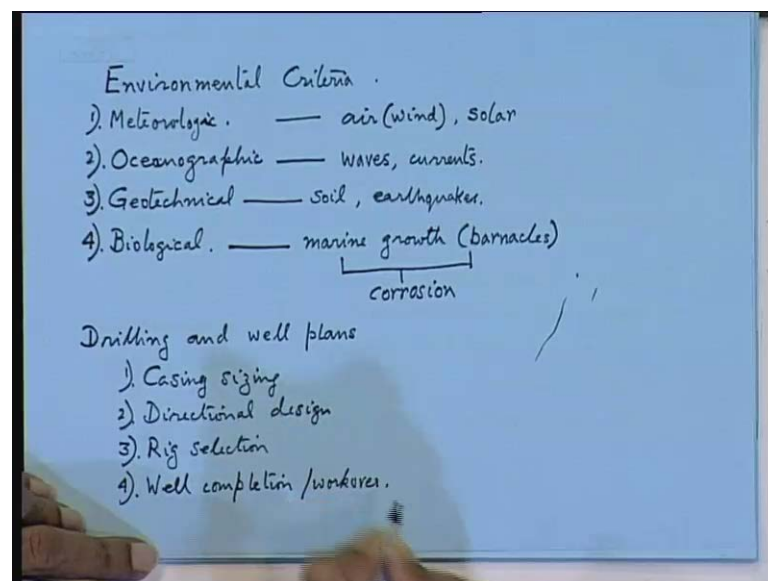 Environmental Criteria .
1). Meteorologic . — air (wind), solar
2). Oceanographic — waves, currents.
3). Geotechnical — soil, earthquakes.
4). Biological . — marine growth (barnacles)
corrosion
Drilling and well plans
1). Casing sizing
2). Directional design
3). Rig selection
4). Well completion /workover.